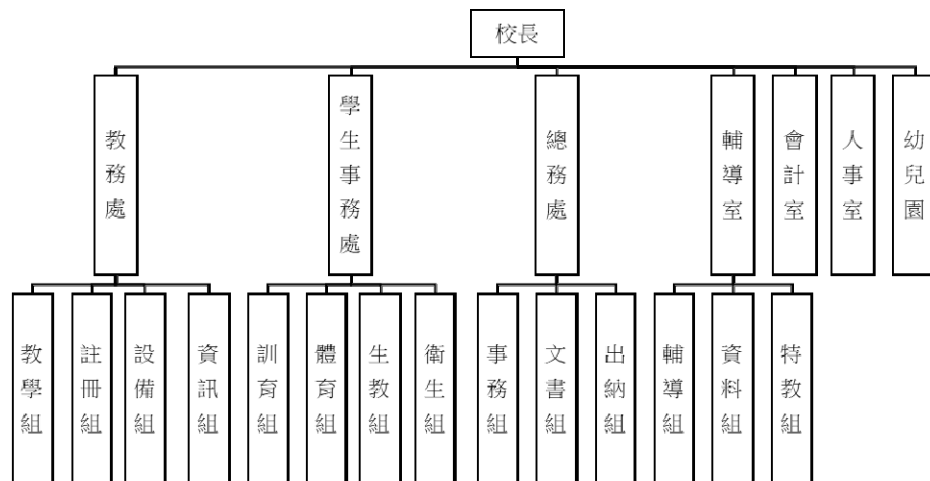 校長
教務處
學生事務處
總務處
輔導室
會計室
人事室
幼兒園
教學組
註冊組
設備組
資訊組
訓育組
體育組
生教組
衛生組
事務組
文書組
出納組
輔導組
資料組
特教組